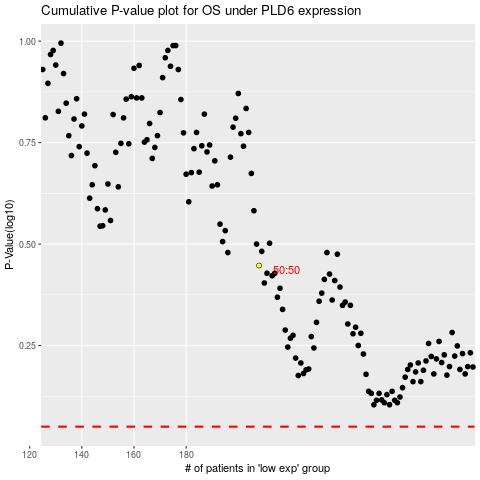 Cumulative P-value plot for OS under PLD6 expression
1.00
0.75
0.50
0.25
P-Value(log10)
50:50
120 140 160 180
# of patients in 'low exp' group